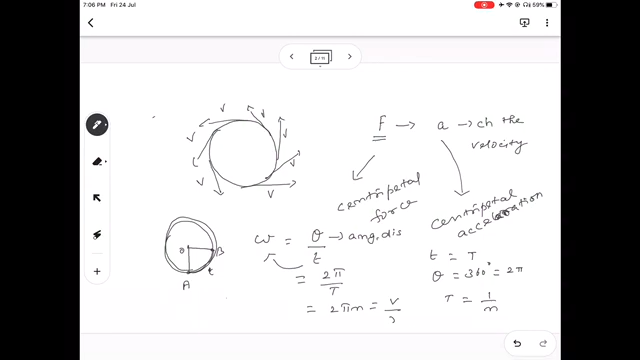 7:06 PM Fri 24 Jul
59%
2 / 11
v v v v v v v
F → a → ch the velocity
centripetal force
centripetal acceleration
O B
A t
ω = θ/t → ang. dis
= 2π/T
= 2πn = v/
t = T
θ = 360° = 2π
T = 1/n